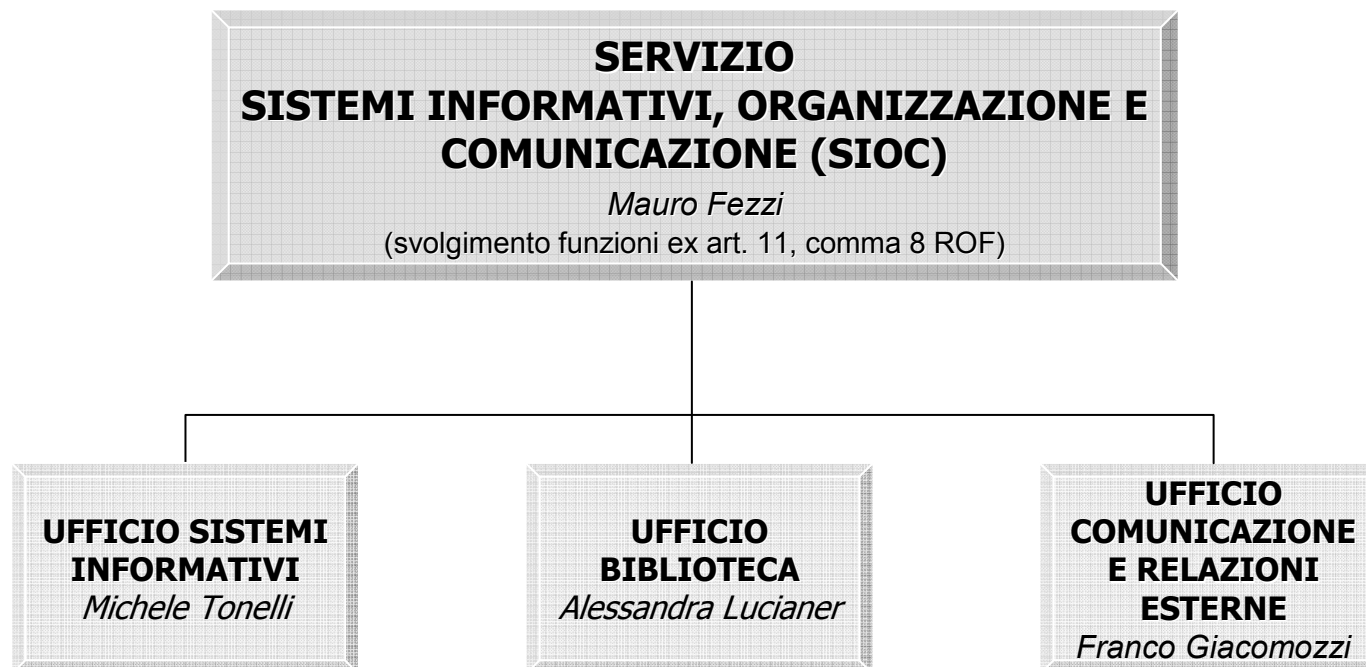 SERVIZIO
SISTEMI INFORMATIVI, ORGANIZZAZIONE E
COMUNICAZIONE (SIOC)
Mauro Fezzi
(svolgimento funzioni ex art. 11, comma 8 ROF)
UFFICIO SISTEMI
INFORMATIVI
Michele Tonelli
UFFICIO
BIBLIOTECA
Alessandra Lucianer
UFFICIO
COMUNICAZIONE
E RELAZIONI
ESTERNE
Franco Giacomozzi